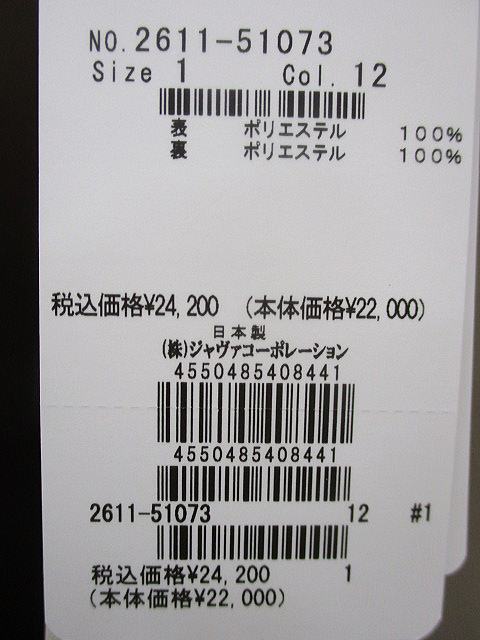 NO.2611-51073
Size 1 Col. 12
表 ポリエステル 100%
裏 ポリエステル 100%
税込価格¥24,200 (本体価格¥22,000)
日本製
(株)ジャヴァコーポレーション
4550485408441
4550485408441
2611-51073 12 #1
税込価格¥24,200 1
(本体価格¥22,000)